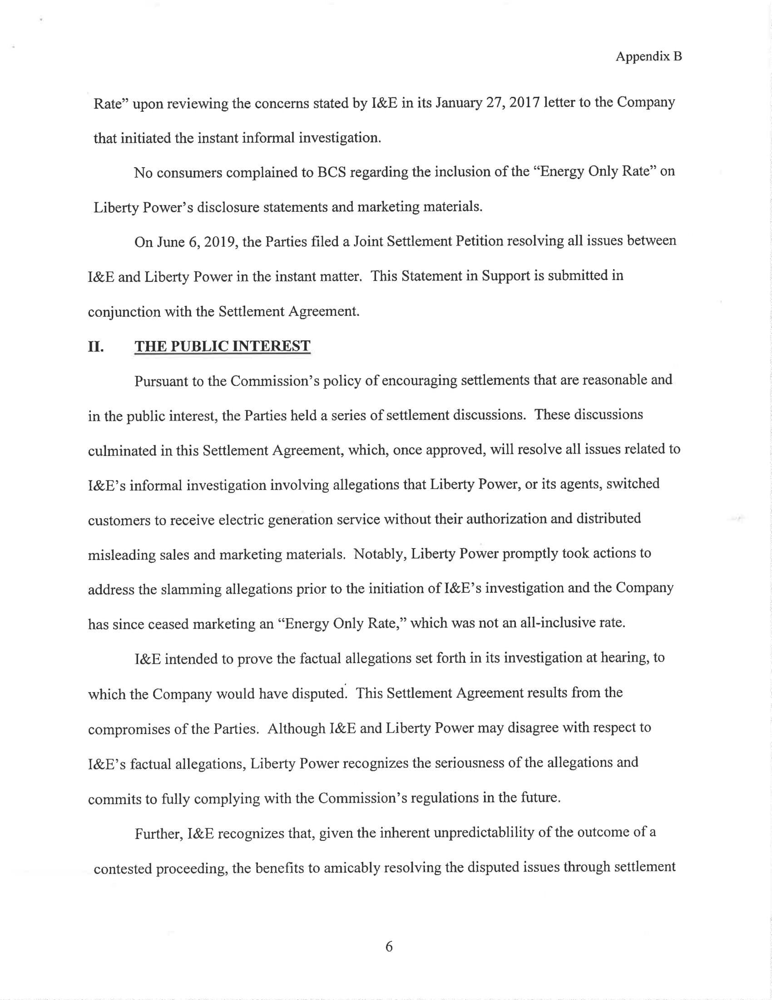 Appendix B
Rate” upon reviewing the concerns stated by I&E in its January 27, 2017 letter to the Company
that initiated the instant informal investigation.
No consumers complained to BCS regarding the inclusion of the “Energy Only Rate” on
Liberty Power’s disclosure statements and marketing materials.
On June 6, 2019, the Parties filed a Joint Settlement Petition resolving all issues between
I&E and Liberty Power in the instant matter.  This Statement in Support is submitted in
conjunction with the Settlement Agreement.
II. THE PUBLIC INTEREST
Pursuant to the Commission’s policy of encouraging settlements that are reasonable and
in the public interest, the Parties held a series of settlement discussions.  These discussions
culminated in this Settlement Agreement, which, once approved, will resolve all issues related to
I&E’s informal investigation involving allegations that Liberty Power, or its agents, switched
customers to receive electric generation service without their authorization and distributed
misleading sales and marketing materials.  Notably, Liberty Power promptly took actions to
address the slamming allegations prior to the initiation of I&E’s investigation and the Company
has since ceased marketing an “Energy Only Rate,” which was not an all-inclusive rate.
I&E intended to prove the factual allegations set forth in its investigation at hearing, to
which the Company would have disputed.  This Settlement Agreement results from the
compromises of the Parties.  Although I&E and Liberty Power may disagree with respect to
I&E’s factual allegations, Liberty Power recognizes the seriousness of the allegations and
commits to fully complying with the Commission’s regulations in the future.
Further, I&E recognizes that, given the inherent unpredictablility of the outcome of a
contested proceeding, the benefits to amicably resolving the disputed issues through settlement
6